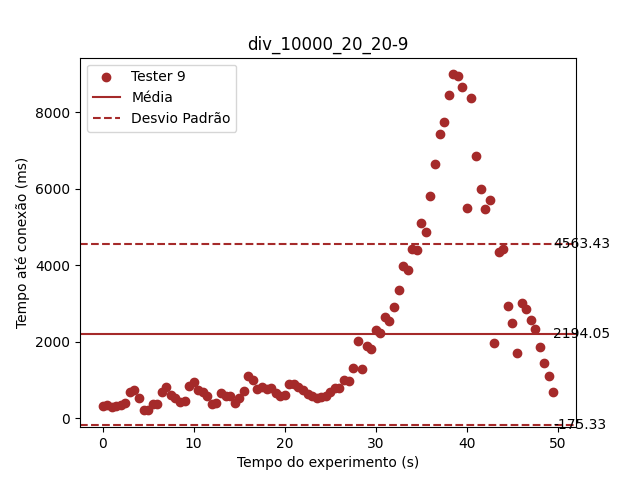 div_10000_20_20-9
Tester 9
Média
Desvio Padrão
8000
6000
4000
2000
0
Tempo até conexão (ms)
4563.43
2194.05
-175.33
0
10
20
30
40
50
Tempo do experimento (s)